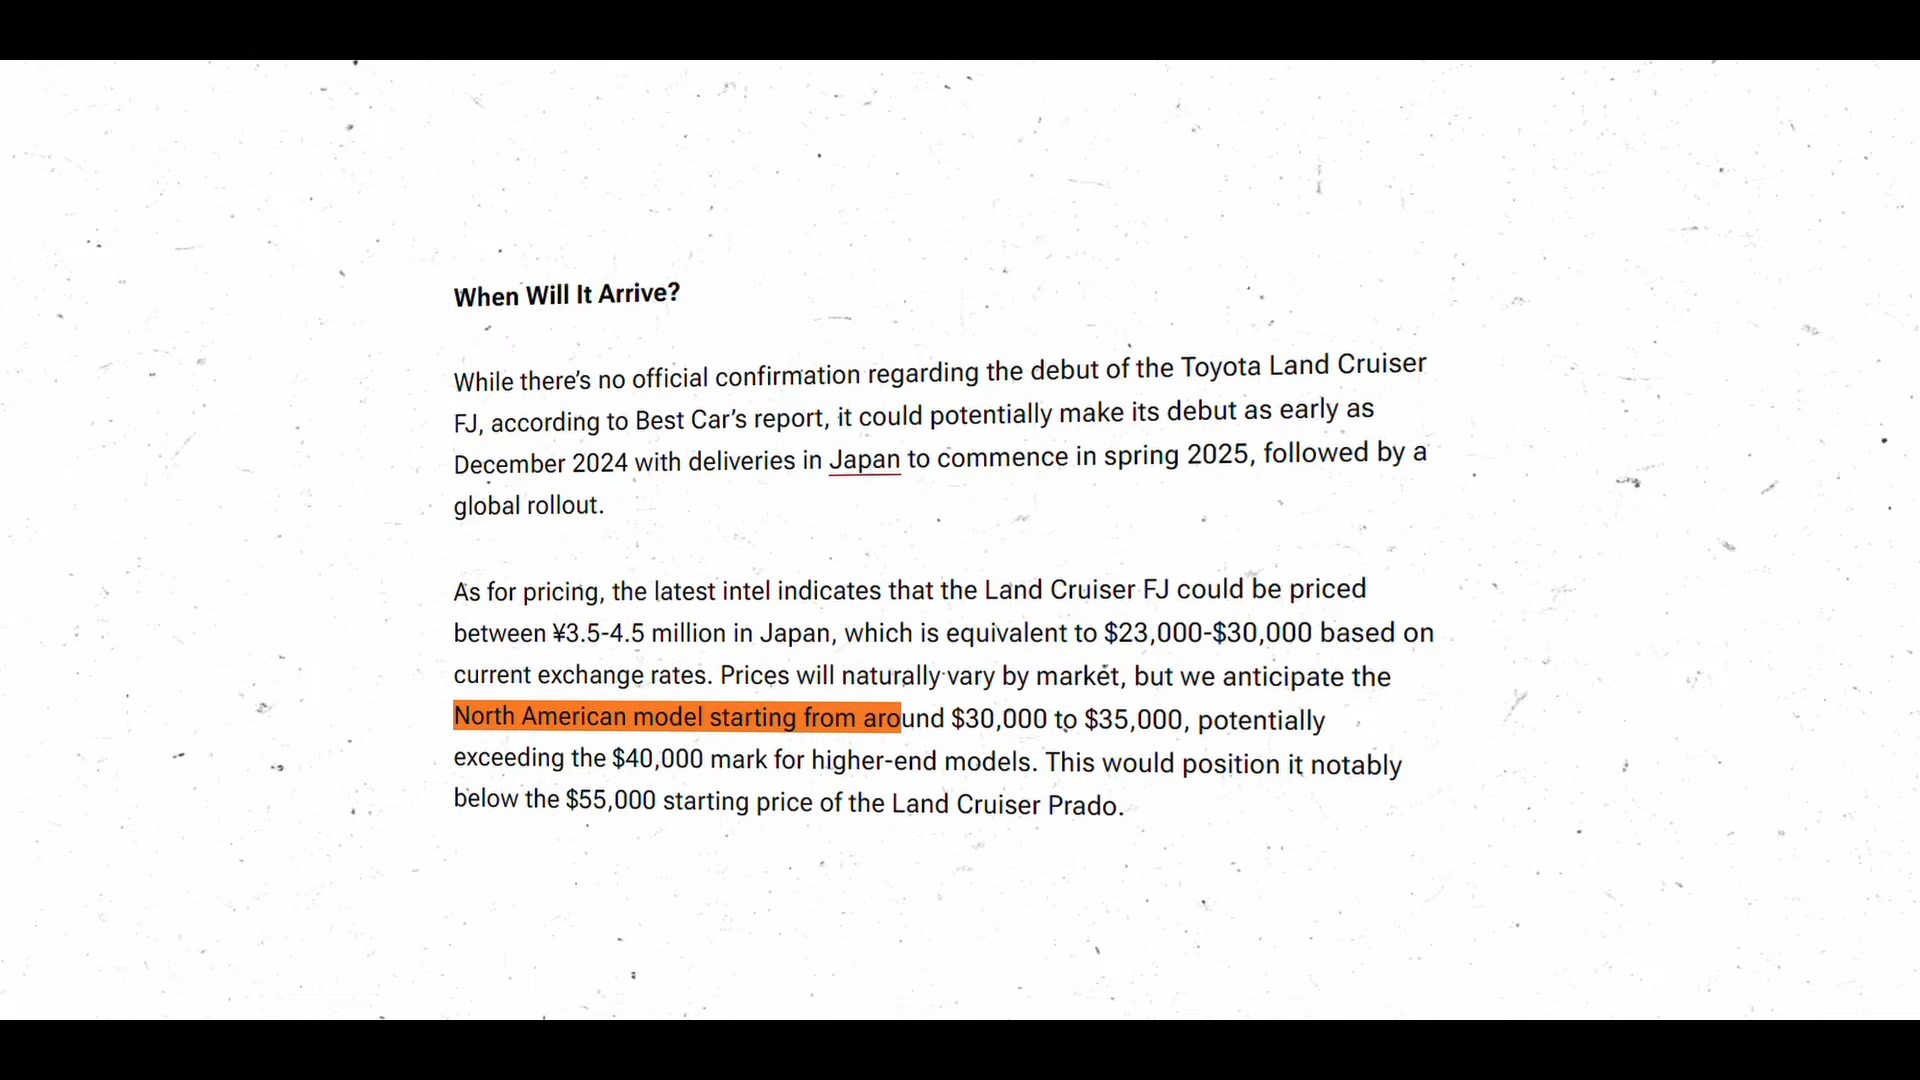 When Will It Arrive?
While there’s no official confirmation regarding the debut of the Toyota Land Cruiser
FJ, according to Best Car’s report, it could potentially make its debut as early as
December 2024 with deliveries in Japan to commence in spring 2025, followed by a
global rollout.
As for pricing, the latest intel indicates that the Land Cruiser FJ could be priced
between ¥3.5-4.5 million in Japan, which is equivalent to $23,000-$30,000 based on
current exchange rates. Prices will naturally vary by market, but we anticipate the
North American model starting from around $30,000 to $35,000, potentially
exceeding the $40,000 mark for higher-end models. This would position it notably
below the $55,000 starting price of the Land Cruiser Prado.